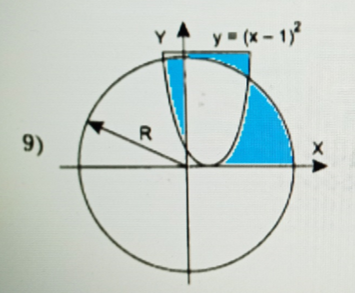 Y y = (x − 1)²
R
9)
X